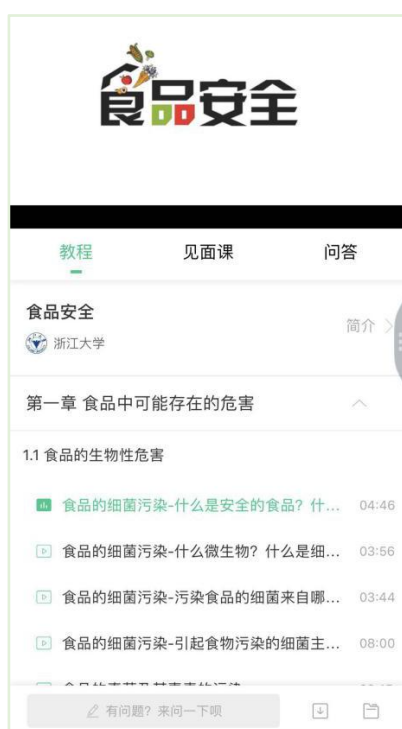 食品安全
教程 见面课 问答
食品安全
简介
浙江大学
第一章 食品中可能存在的危害
1.1 食品的生物性危害
食品的细菌污染-什么是安全的食品？什... 04:46
食品的细菌污染-什么微生物？什么是细... 03:56
食品的细菌污染-污染食品的细菌来自哪... 03:44
食品的细菌污染-引起食物污染的细菌主... 08:00
有问题？来问一下呗